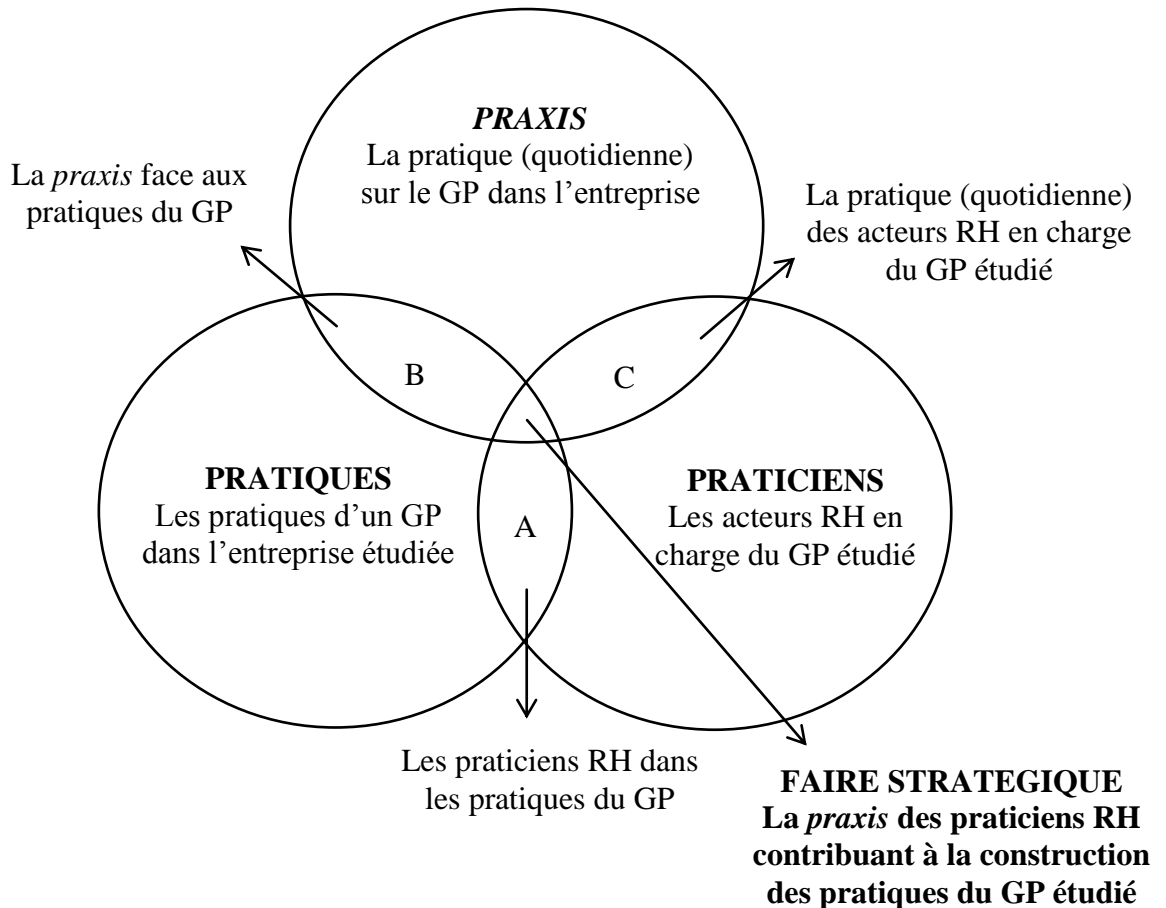 PRAXIS
La pratique (quotidienne)
sur le GP dans l’entreprise
La praxis face aux
pratiques du GP
La pratique (quotidienne)
des acteurs RH en charge
du GP étudié
B
C
PRATIQUES
Les pratiques d’un GP
dans l’entreprise étudiée
A
PRATICIENS
Les acteurs RH en
charge du GP étudié
Les praticiens RH dans
les pratiques du GP
FAIRE STRATEGIQUE
La praxis des praticiens RH
contribuant à la construction
des pratiques du GP étudié